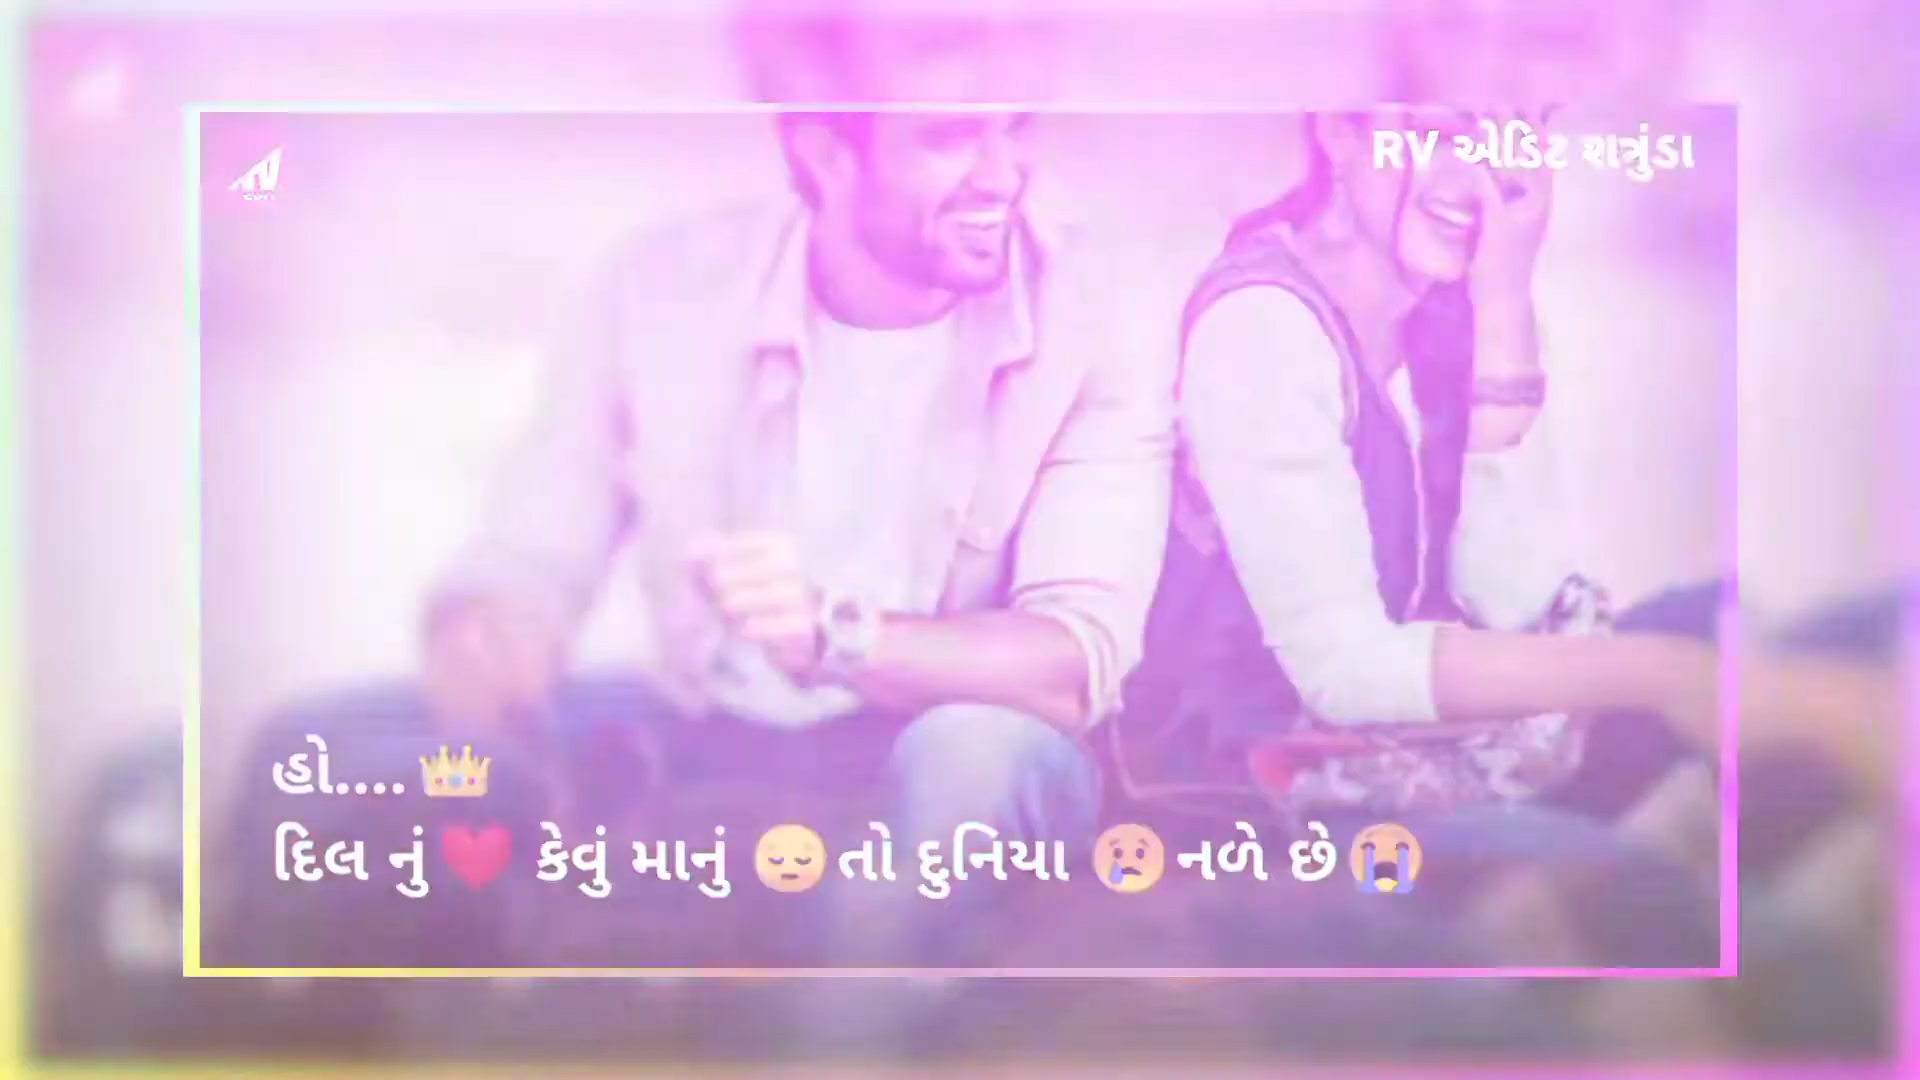 RV એડિટ શત્રુંડા
હો.... 👑
દિલ નું ❤️ કેવું માનું 😔 તો દુનિયા 😢 નળે છે 😭